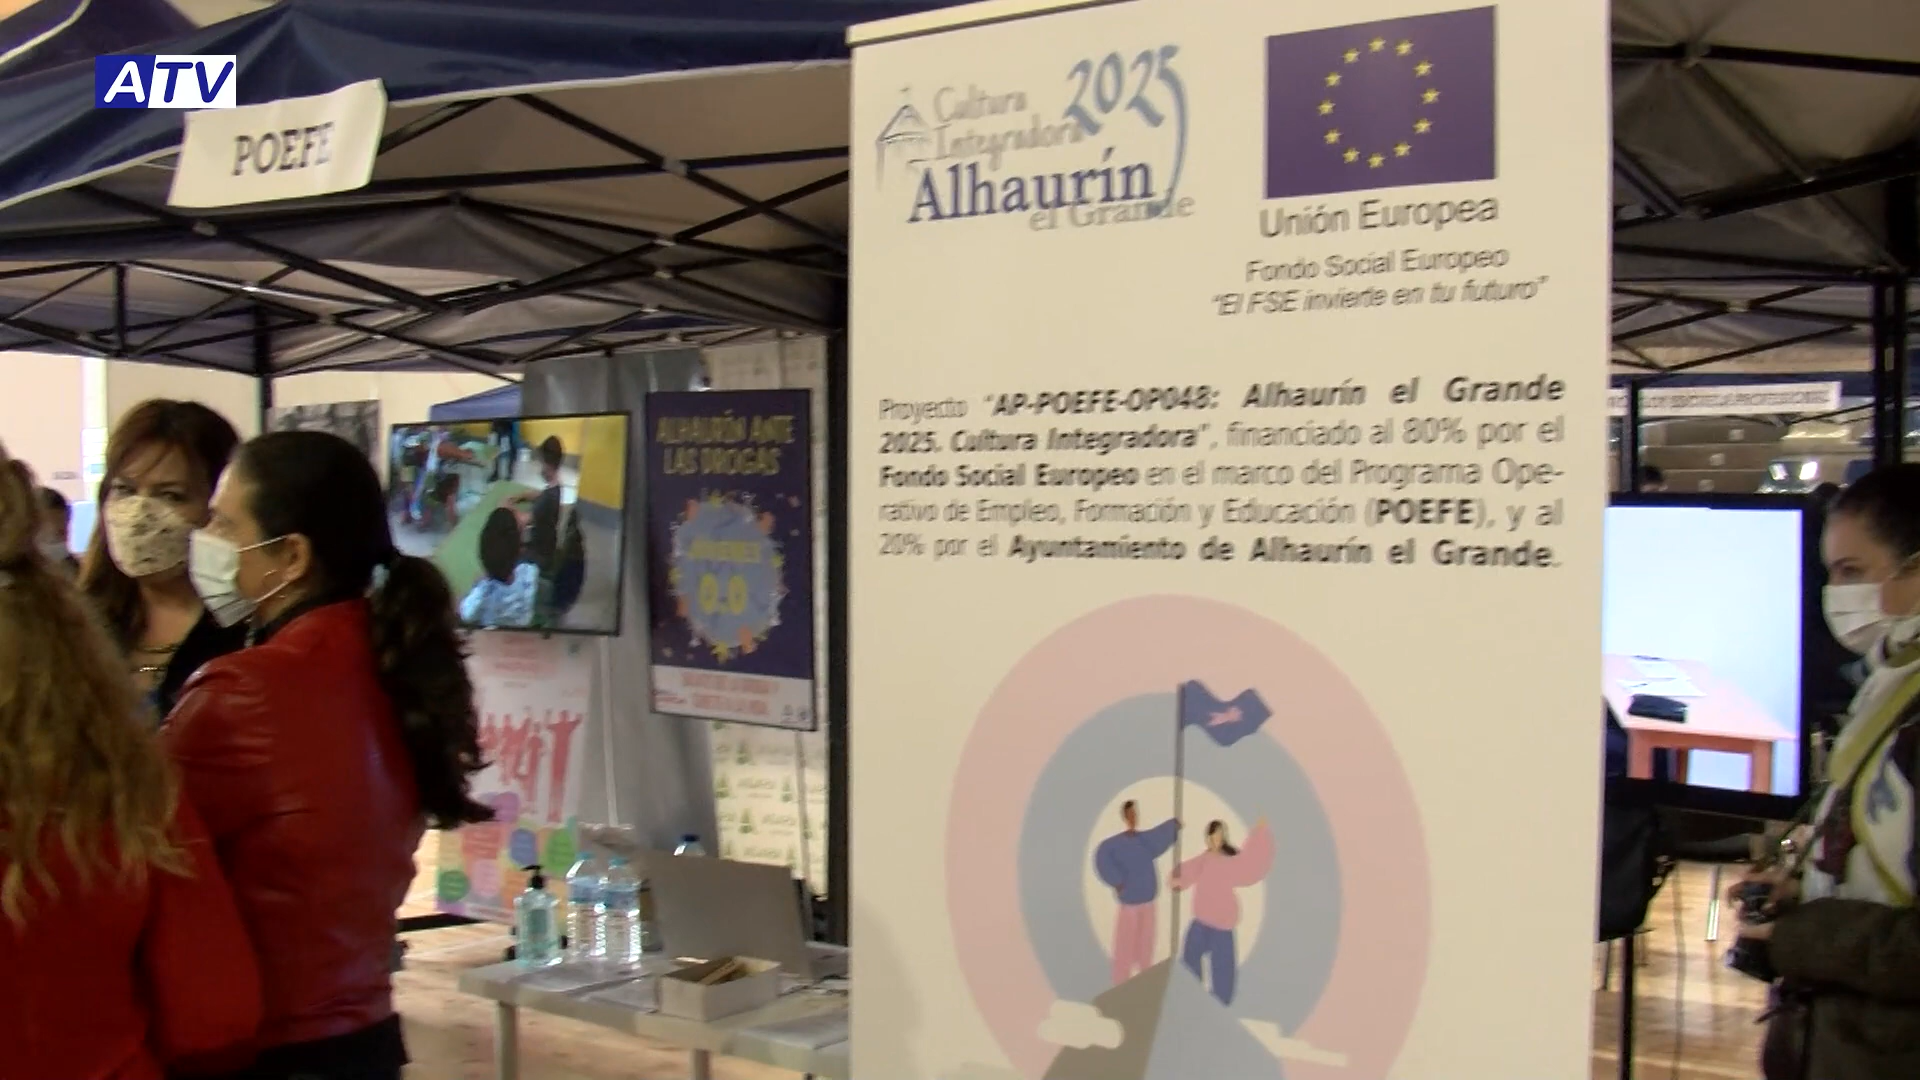 ATV
POEFE
Cultura
Integradora
2025
Alhaurín
el Grande
Unión Europea
Fondo Social Europeo
"El FSE invierte en tu futuro"
Proyecto "AP-POEFE-OP048: Alhaurín el Grande
2025. Cultura Integradora", financiado al 80% por el
Fondo Social Europeo en el marco del Programa Ope-
rativo de Empleo, Formación y Educación (POEFE), y al
20% por el Ayuntamiento de Alhaurín el Grande.
ALHAURÍN ANTE
LAS DROGAS
0.0